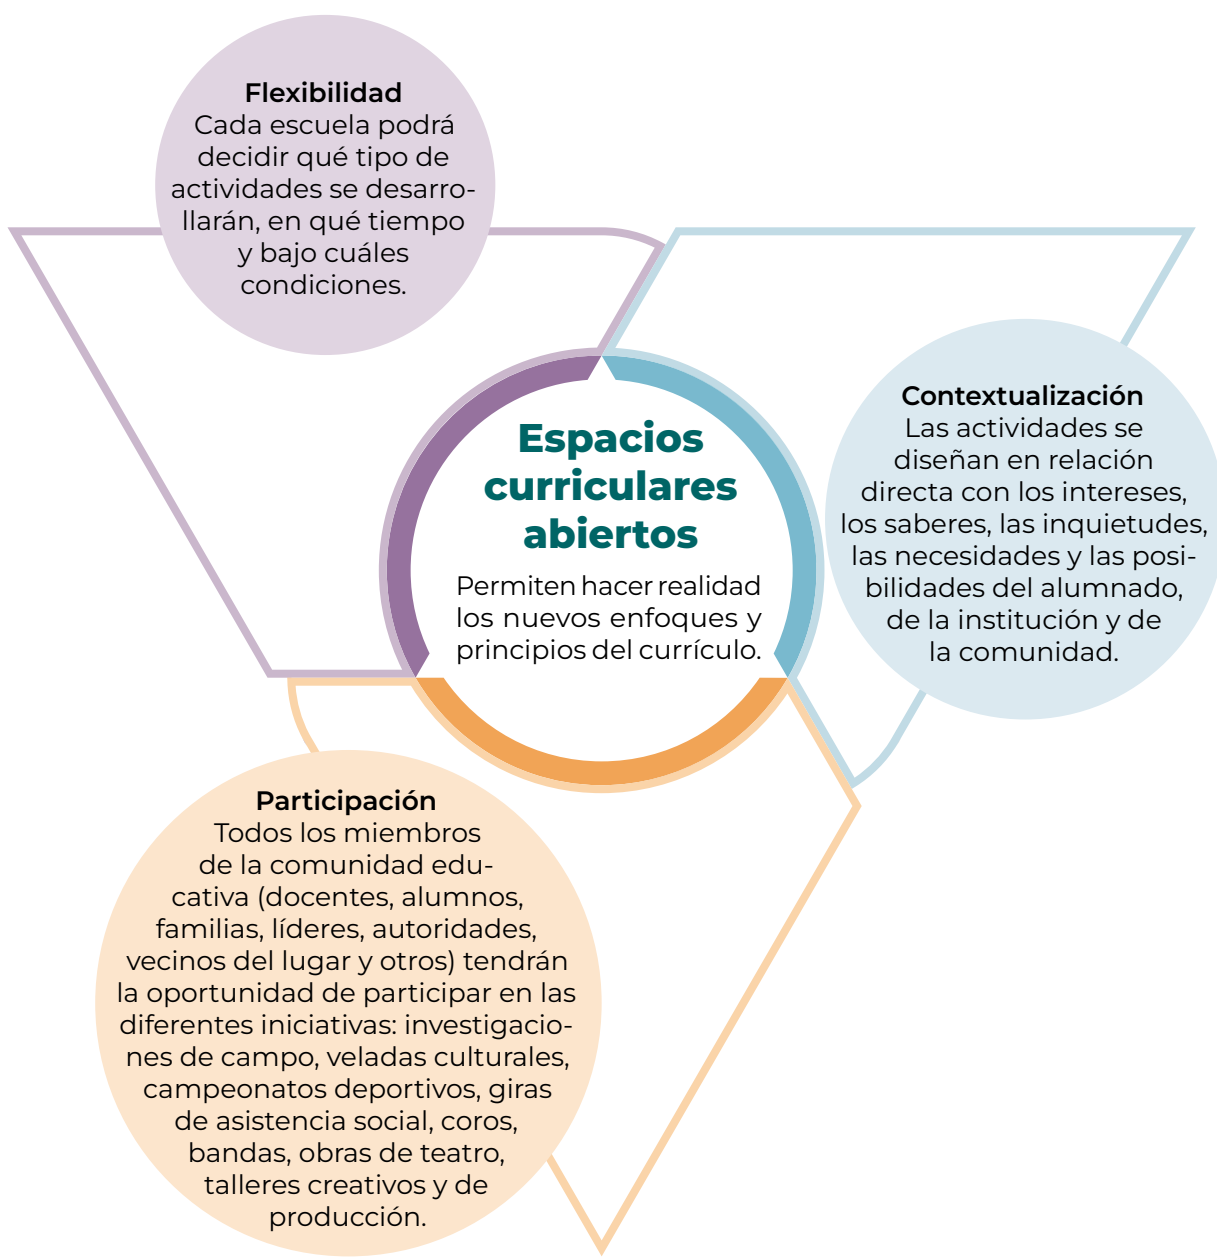 Flexibilidad
Cada escuela podrá
decidir qué tipo de
actividades se desarro-
llarán, en qué tiempo
y bajo cuáles
condiciones.
Espacios
curriculares
abiertos
Permiten hacer realidad
los nuevos enfoques y
principios del currículo.
Contextualización
Las actividades se
diseñan en relación
directa con los intereses,
los saberes, las inquietudes,
las necesidades y las posi-
bilidades del alumnado,
de la institución y de
la comunidad.
Participación
Todos los miembros
de la comunidad edu-
cativa (docentes, alumnos,
familias, líderes, autoridades,
vecinos del lugar y otros) tendrán
la oportunidad de participar en las
diferentes iniciativas: investigacio-
nes de campo, veladas culturales,
campeonatos deportivos, giras
de asistencia social, coros,
bandas, obras de teatro,
talleres creativos y de
producción.